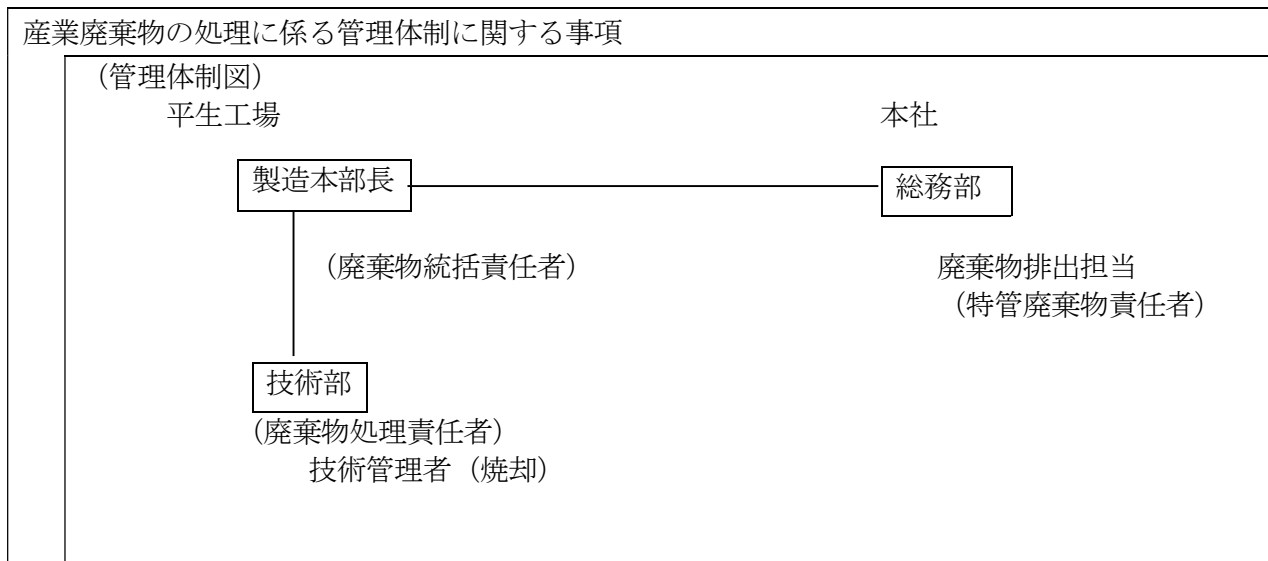 産業廃棄物の処理に係る管理体制に関する事項
(管理体制図)
平生工場 本社
製造本部長 総務部
(廃棄物統括責任者) 廃棄物排出担当
(特管廃棄物責任者)
技術部
(廃棄物処理責任者)
技術管理者(焼却)